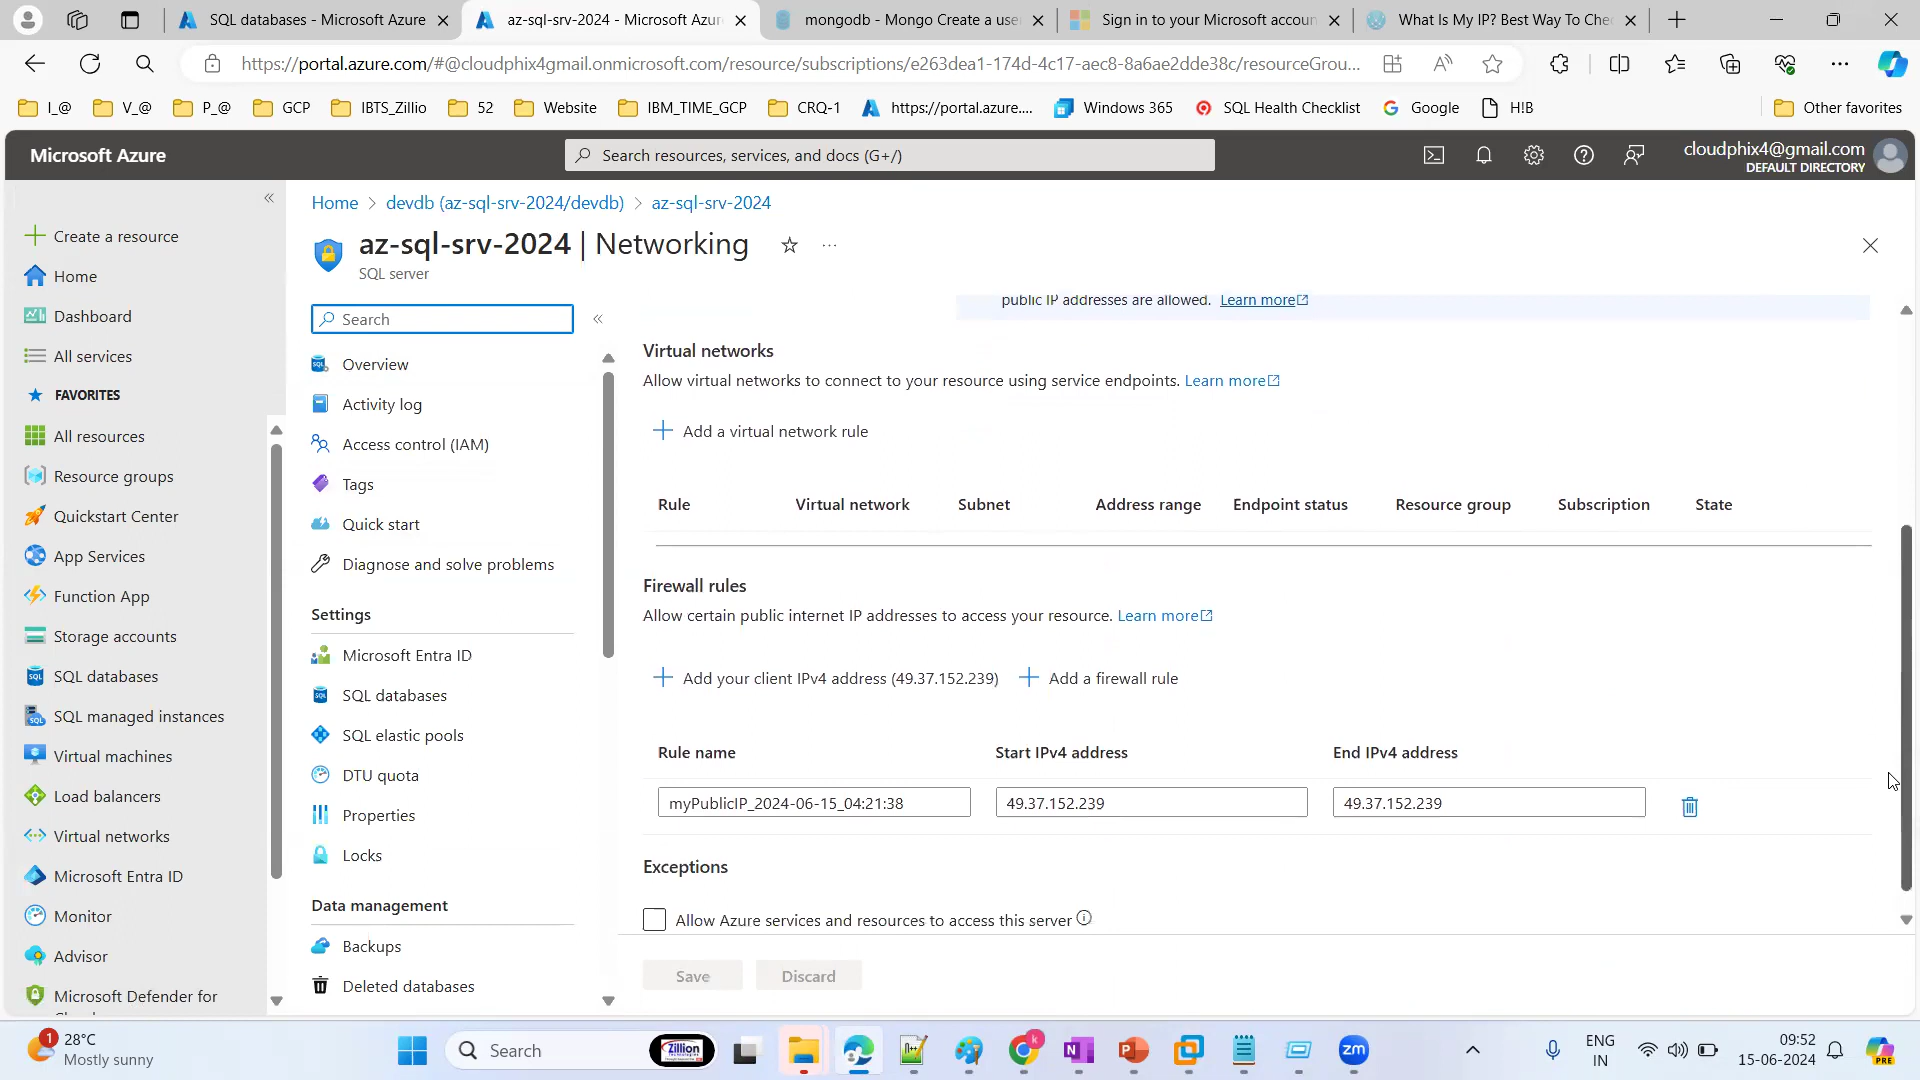 SQL databases - Microsoft Azure
az-sql-srv-2024 - Microsoft Azur
mongodb - Mongo Create a use
Sign in to your Microsoft accoun
What Is My IP? Best Way To Che
https://portal.azure.com/#@cloudphix4gmail.onmicrosoft.com/resource/subscriptions/e263dea1-174d-4c17-aec8-8a6ae2dde38c/resourceGrou...
I_@
V_@
P_@
GCP
IBTS_Zillio
52
Website
IBM_TIME_GCP
CRQ-1
https://portal.azure....
Windows 365
SQL Health Checklist
Google
H!B
Other favorites
Microsoft Azure
Search resources, services, and docs (G+/)
cloudphix4@gmail.com
DEFAULT DIRECTORY
Create a resource
Home
Dashboard
All services
FAVORITES
All resources
Resource groups
Quickstart Center
App Services
Function App
Storage accounts
SQL databases
SQL managed instances
Virtual machines
Load balancers
Virtual networks
Microsoft Entra ID
Monitor
Advisor
Microsoft Defender for
Home > devdb (az-sql-srv-2024/devdb) > az-sql-srv-2024
az-sql-srv-2024 | Networking
SQL server
Search
Overview
Activity log
Access control (IAM)
Tags
Quick start
Diagnose and solve problems
Settings
Microsoft Entra ID
SQL databases
SQL elastic pools
DTU quota
Properties
Locks
Data management
Backups
Deleted databases
public IP addresses are allowed. Learn more
Virtual networks
Allow virtual networks to connect to your resource using service endpoints. Learn more
Add a virtual network rule
Rule Virtual network Subnet Address range Endpoint status Resource group Subscription State
Firewall rules
Allow certain public internet IP addresses to access your resource. Learn more
Add your client IPv4 address (49.37.152.239) Add a firewall rule
Rule name Start IPv4 address End IPv4 address
myPublicIP_2024-06-15_04:21:38 49.37.152.239 49.37.152.239
Exceptions
Allow Azure services and resources to access this server
Save Discard
1
28°C
Mostly sunny
Search
Zillion
k
zm
ENG
IN
09:52
15-06-2024
PRE